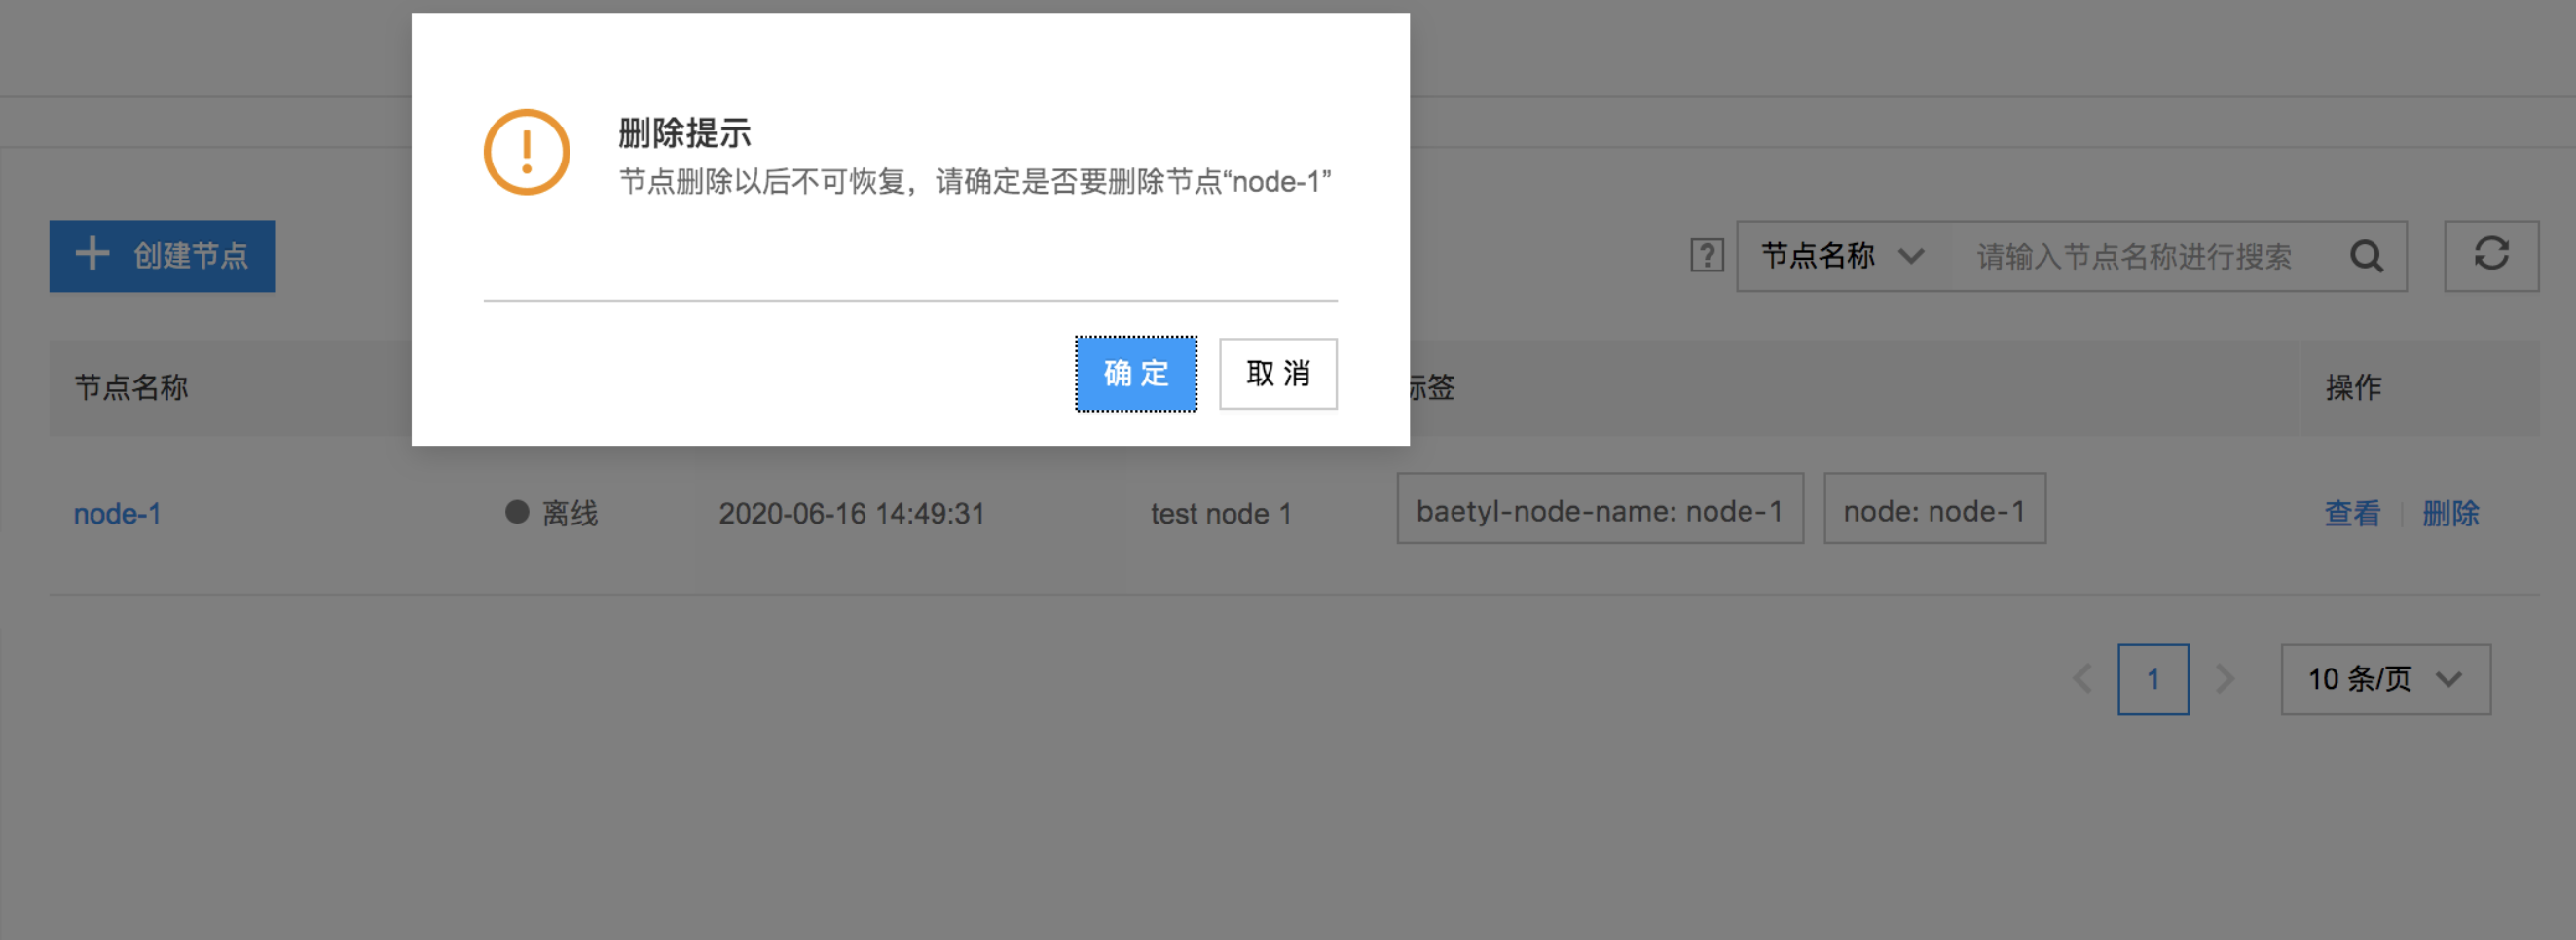 删除提示
节点删除以后不可恢复，请确定是否要删除节点“node-1”
确 定 取 消
创建节点 ? 节点名称 请输入节点名称进行搜索
节点名称 标签 操作
node-1 离线 2020-06-16 14:49:31 test node 1 baetyl-node-name: node-1 node: node-1 查看 删除
1 10 条/页